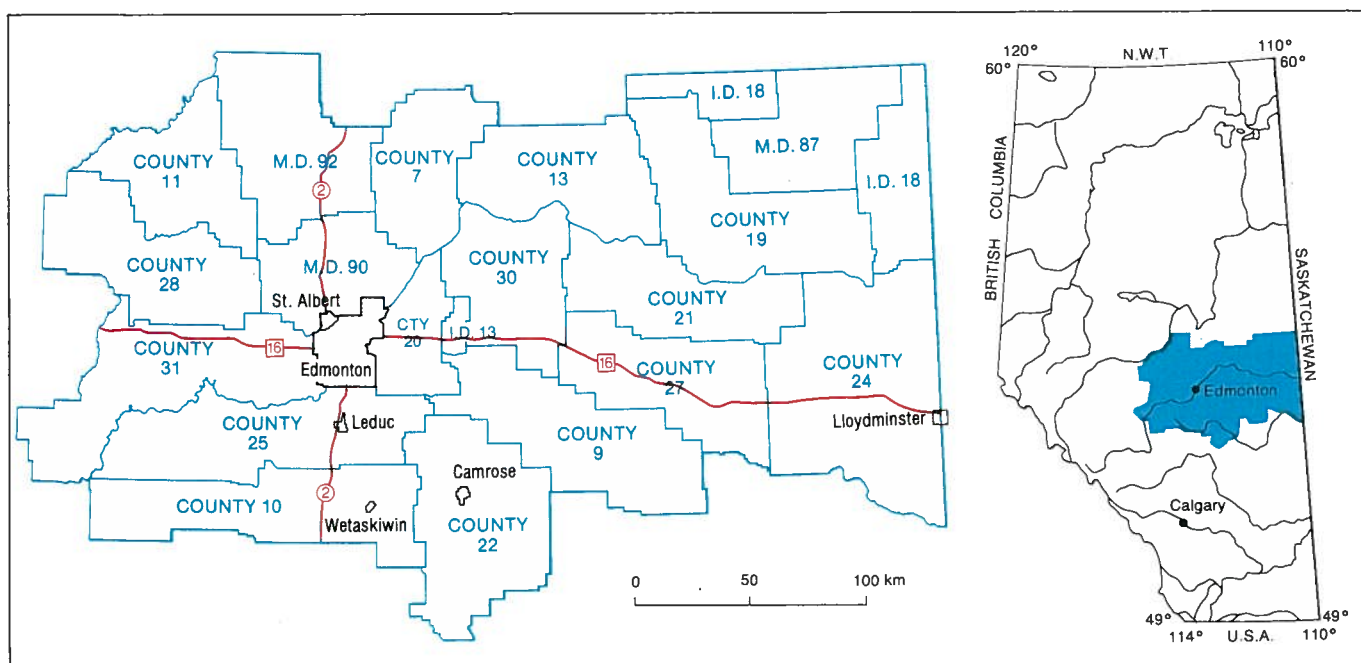 I.D. 18
COUNTY
11
M.D. 92
COUNTY
7
COUNTY
13
M.D. 87
I.D. 18
2
COUNTY
19
COUNTY
28
M.D. 90
COUNTY
30
St. Albert
COUNTY
21
CTY
20
I.D. 13
16
COUNTY
31
Edmonton
16
COUNTY
27
COUNTY
24
Lloydminster
Leduc
COUNTY
25
COUNTY
9
Camrose
COUNTY 10
2
Wetaskiwin
COUNTY
22
0 50 100 km
120°
60°
N.W.T
110°
60°
BRITISH COLUMBIA
SASKATCHEWAN
Edmonton
Calgary
49°
114°
U.S.A.
49°
110°